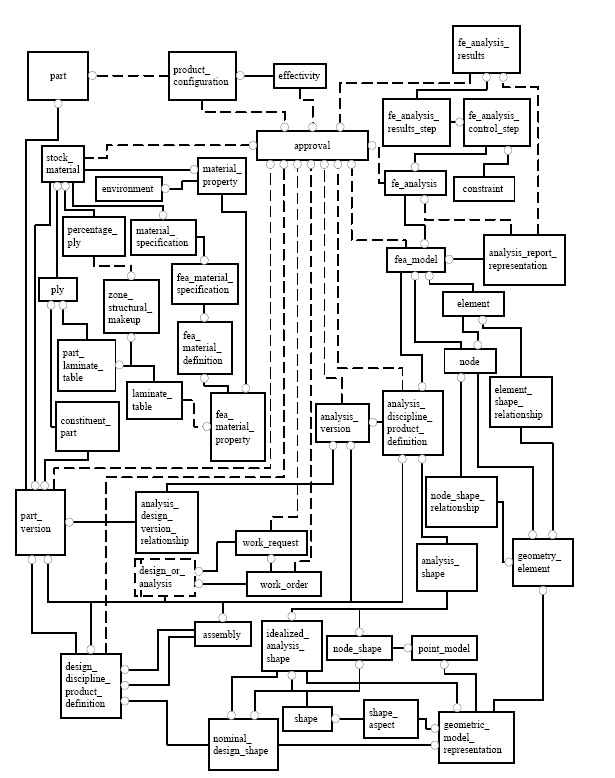 fe_analysis_
results
part
product_
configuration
effectivity
fe_analysis_
results_step
fe_analysis_
control_step
approval
stock_
material
material_
property
environment
fe_analysis
constraint
percentage_
ply
material_
specification
analysis_report_
representation
fea_model
fea_material_
specification
ply
zone_
structural_
makeup
element
fea_
material_
definition
part_
laminate_
table
node
laminate_
table
element_
shape_
relationship
constituent_
part
fea_
material_
property
analysis_
version
analysis_
discipline_
product_
definition
part_
version
analysis_
design_
version_
relationship
node_shape_
relationship
work_request
geometry_
element
design_or_
analysis
work_order
analysis_
shape
assembly
idealized_
analysis_
shape
node_shape
point_model
design_
discipline_
product_
definition
nominal_
design_shape
shape
shape_
aspect
geometric_
model_
representation